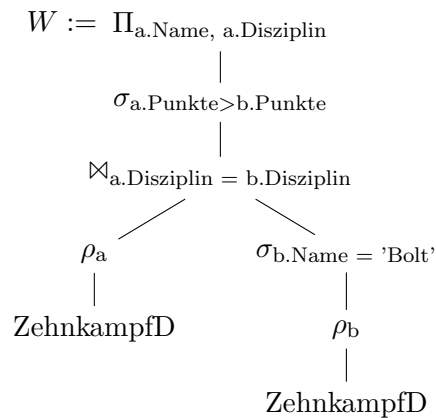 W := Π a.Name, a.Disziplin
σ a.Punkte>b.Punkte
⋈ a.Disziplin = b.Disziplin
ρ a
σ b.Name = 'Bolt'
ZehnkampfD
ρ b
ZehnkampfD